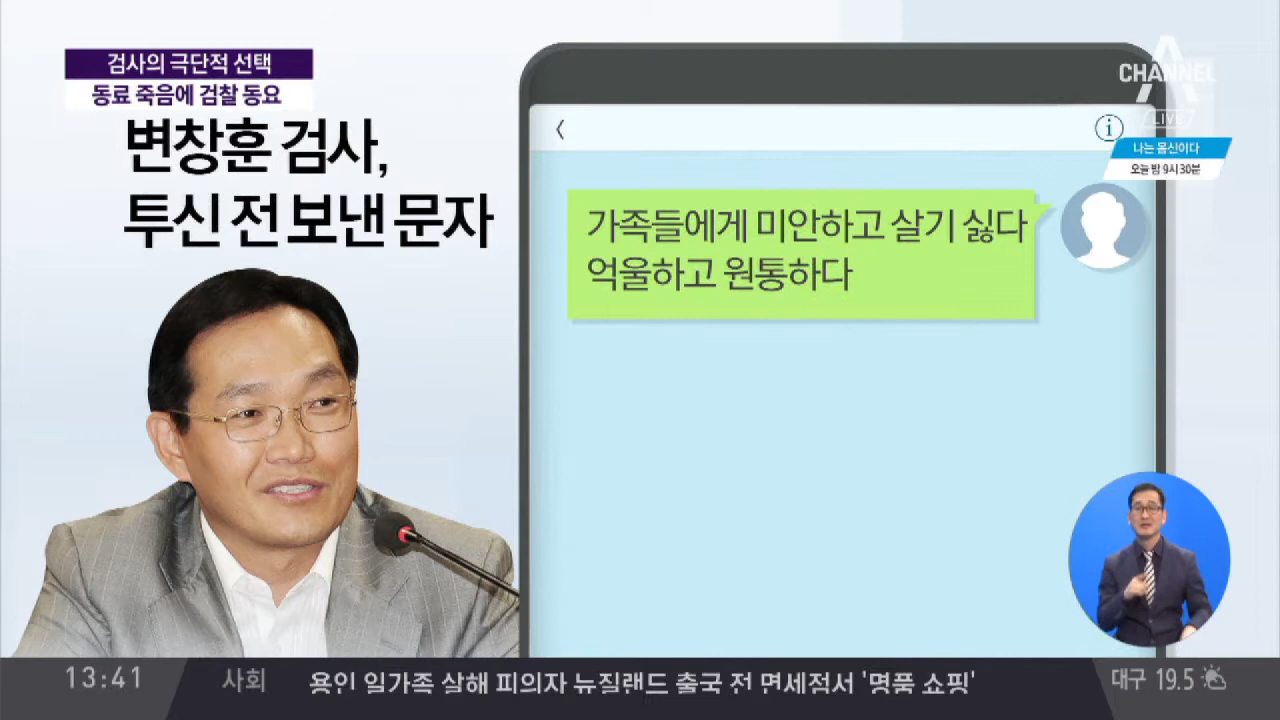 검사의 극단적 선택
동료 죽음에 검찰 동요
변창훈 검사,
투신 전 보낸 문자
가족들에게 미안하고 살기 싫다
억울하고 원통하다
CHANNEL A
LIVE
나는 몸신이다
오늘 밤 9시 30분
13:41
사회
용인 일가족 살해 피의자 뉴질랜드 출국 전 면세점서 '명품 쇼핑'
대구 19.5